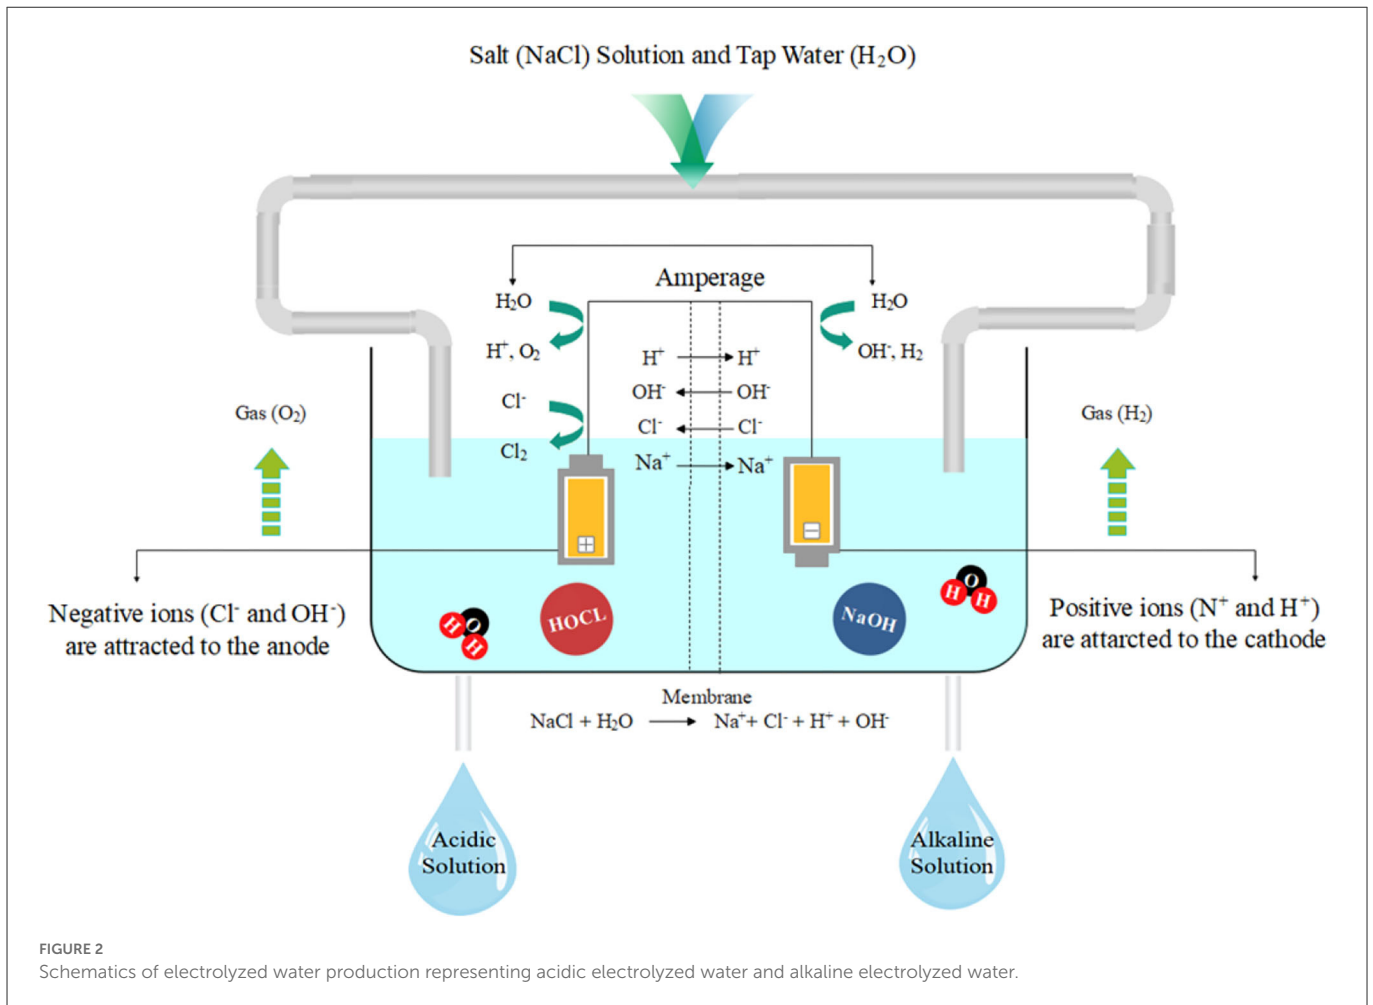 Salt (NaCl) Solution and Tap Water (H₂O)
Amperage
H₂O
H₂O
H⁺, O₂
OH⁻, H₂
H⁺ H⁺
OH⁻ OH⁻
Cl⁻
Cl⁻ Cl⁻
Cl₂
Na⁺ Na⁺
Gas (O₂)
Gas (H₂)
+
−
Negative ions (Cl⁻ and OH⁻)
are attracted to the anode
H O H
HOCL
NaOH
H O H
Positive ions (N⁺ and H⁺)
are attarcted to the cathode
Membrane
NaCl + H₂O → Na⁺+ Cl⁻ + H⁺ + OH⁻
Acidic
Solution
Alkaline
Solution
FIGURE 2
Schematics of electrolyzed water production representing acidic electrolyzed water and alkaline electrolyzed water.